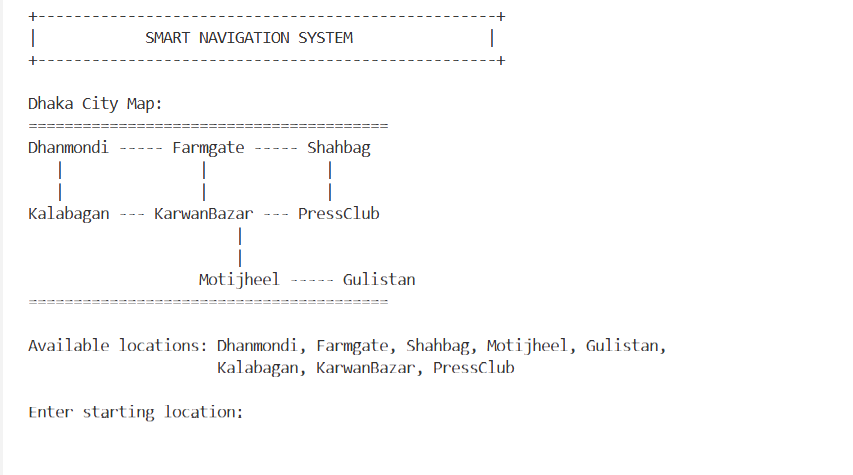 +---------------------------------------------------+
|            SMART NAVIGATION SYSTEM               |
+---------------------------------------------------+
Dhaka City Map:
========================================
Dhanmondi ----- Farmgate ----- Shahbag
   |               |             |
   |               |             |
Kalabagan --- KarwanBazar --- PressClub
                       |
                       |
                   Motijheel ----- Gulistan
========================================
Available locations: Dhanmondi, Farmgate, Shahbag, Motijheel, Gulistan,
                     Kalabagan, KarwanBazar, PressClub
Enter starting location: